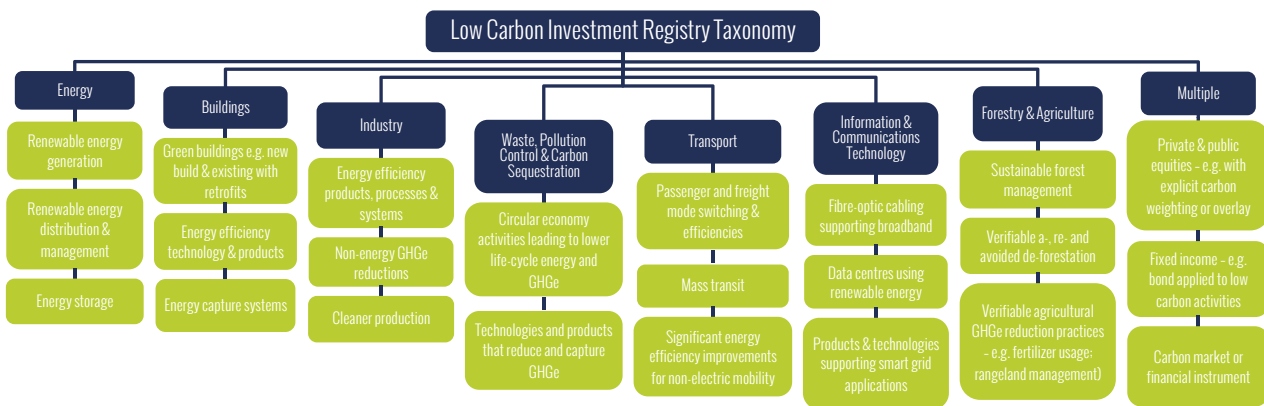 Low Carbon Investment Registry Taxonomy
Energy
Renewable energy
generation
Renewable energy
distribution &
management
Energy storage
Buildings
Green buildings e.g. new
build & existing with
retrofits
Energy efficiency
technology & products
Energy capture systems
Industry
Energy efficiency
products, processes &
systems
Non-energy GHGe
reductions
Cleaner production
Waste, Pollution
Control & Carbon
Sequestration
Circular economy
activities leading to lower
life-cycle energy and
GHGe
Technologies and products
that reduce and capture
GHGe
Transport
Passenger and freight
mode switching &
efficiencies
Mass transit
Significant energy
efficiency improvements
for non-electric mobility
Information &
Communications
Technology
Fibre-optic cabling
supporting broadband
Data centres using
renewable energy
Products & technologies
supporting smart grid
applications
Forestry & Agriculture
Sustainable forest
management
Verifiable a-, re- and
avoided de-forestation
Verifiable agricultural
GHGe reduction practices
– e.g. fertilizer usage;
rangeland management)
Multiple
Private & public
equities – e.g. with
explicit carbon
weighting or overlay
Fixed income – e.g.
bond applied to low
carbon activities
Carbon market or
financial instrument